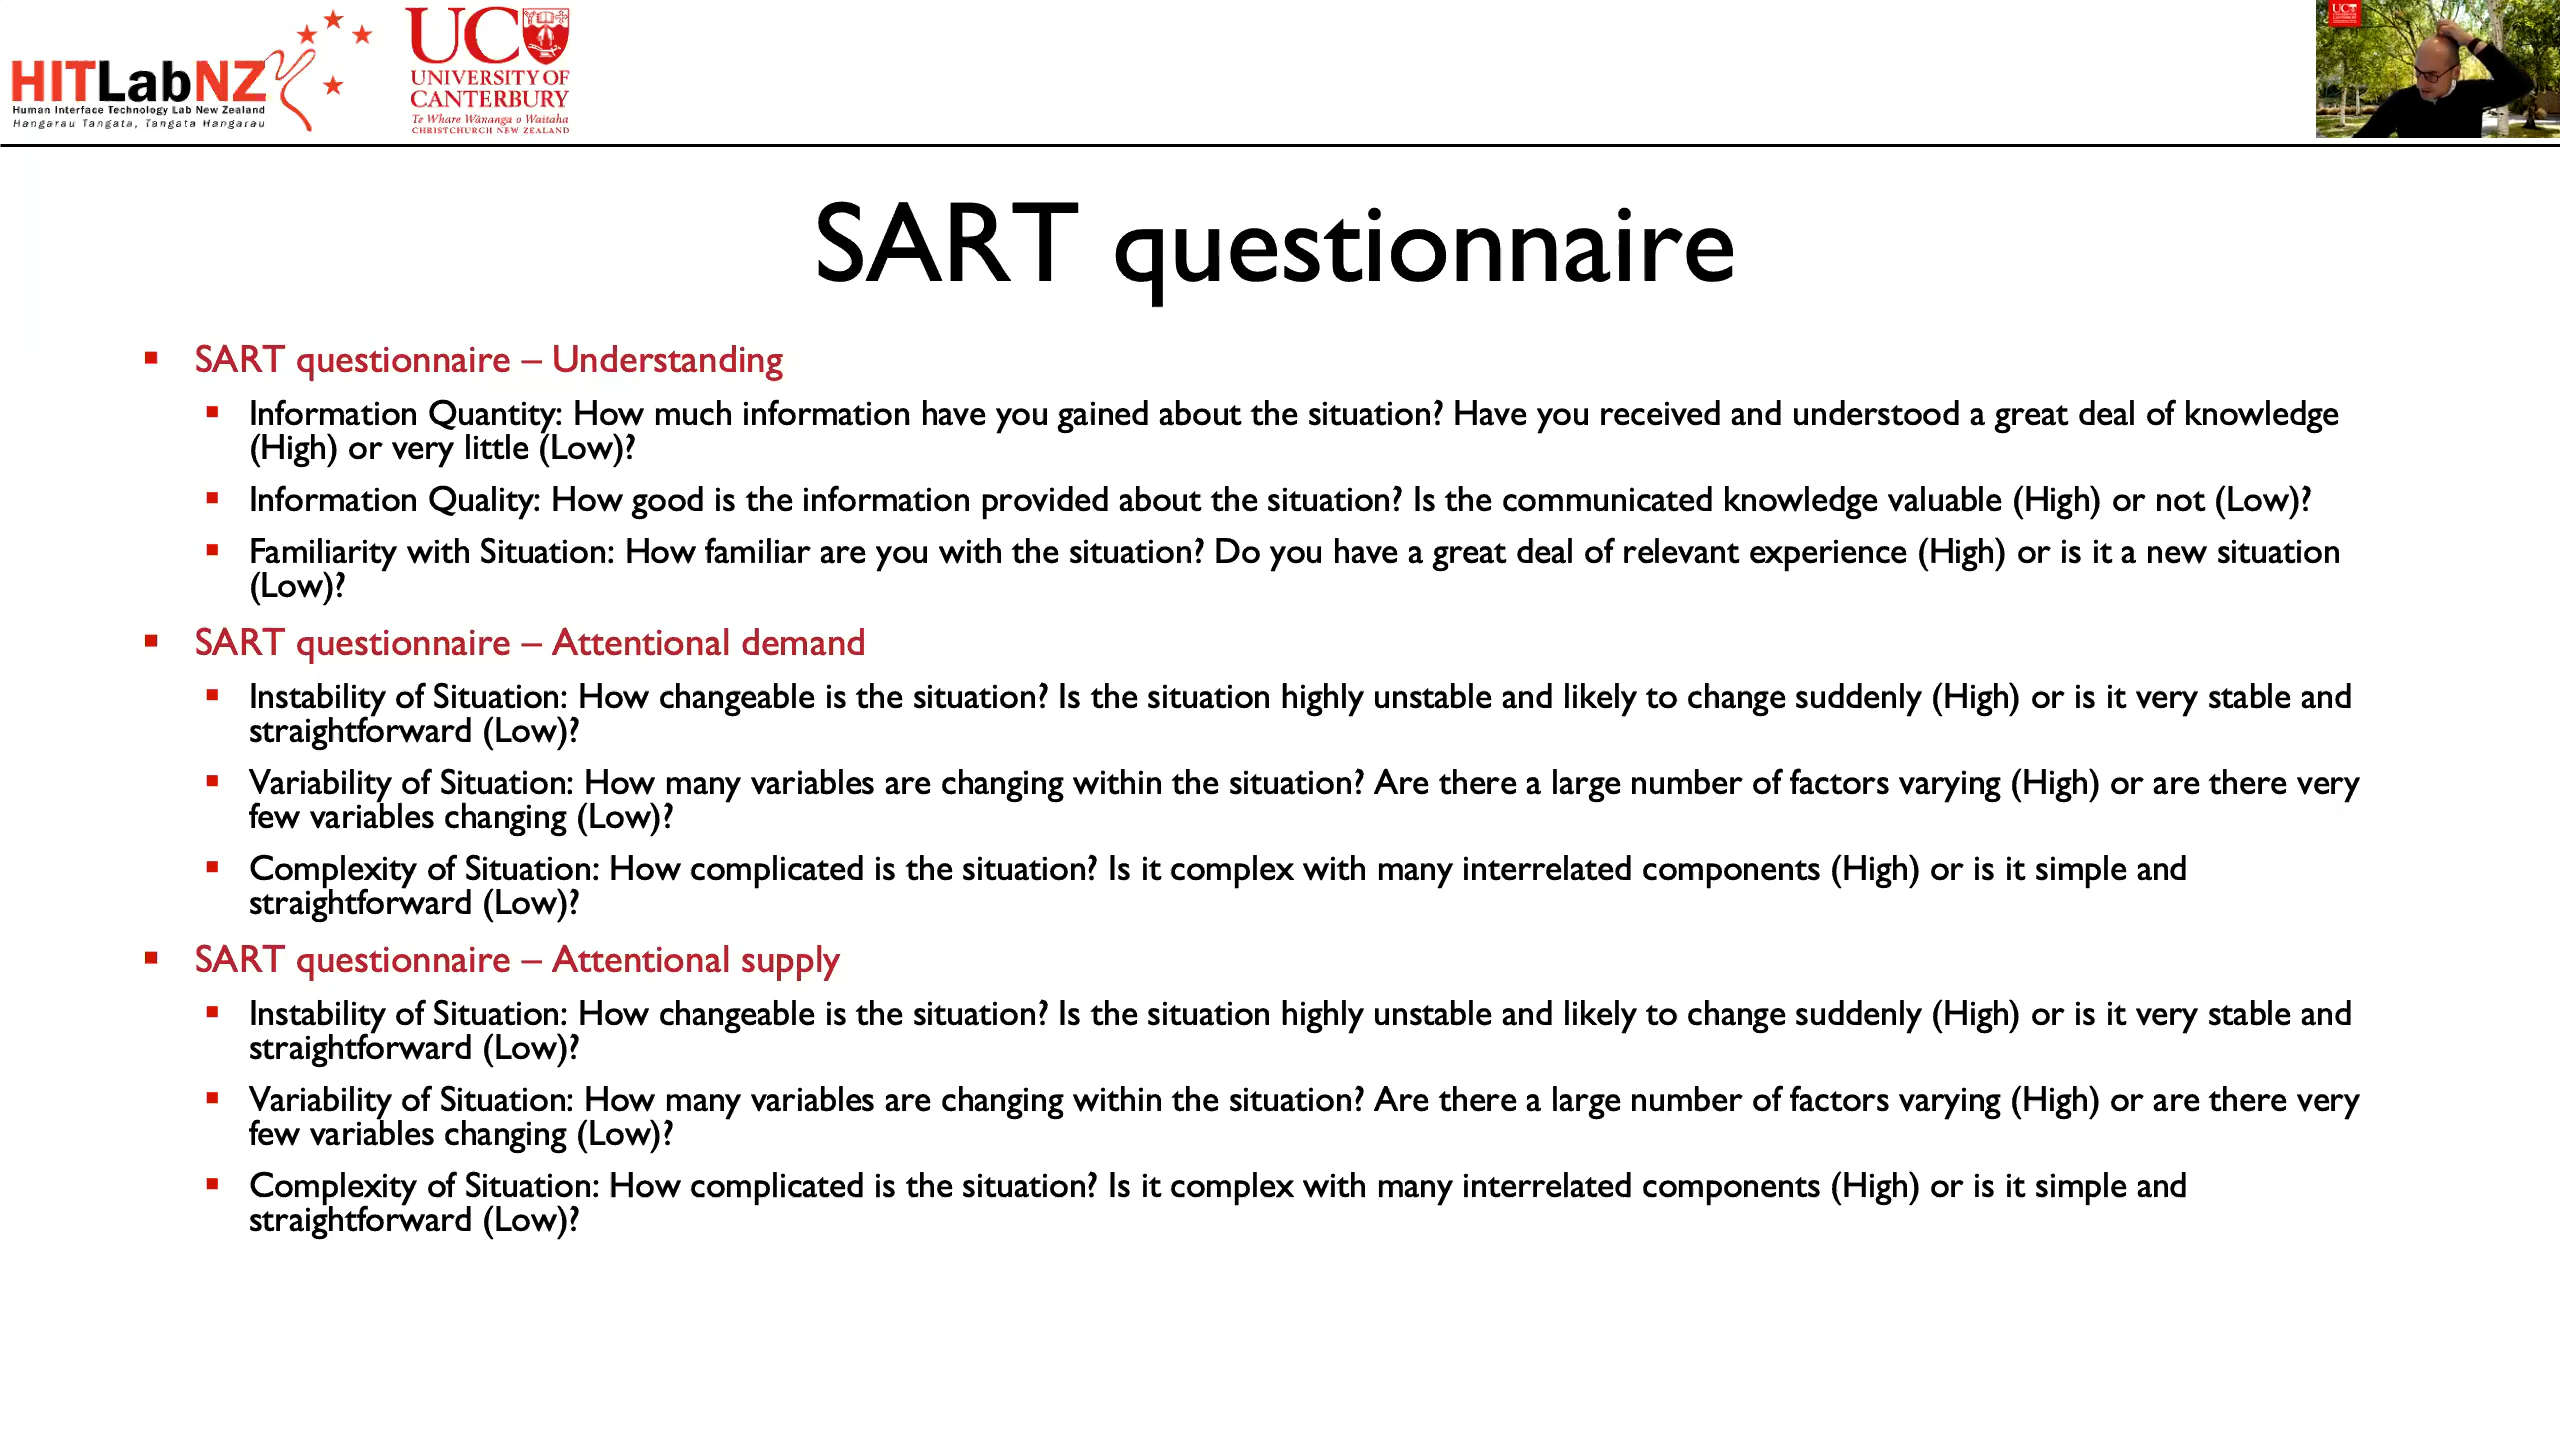 HITLabNZ
Human Interface Technology Lab New Zealand
Hangarau Tangata, Tangata Hangarau
UC
UNIVERSITY OF
CANTERBURY
Te Whare Wānanga o Waitaha
CHRISTCHURCH NEW ZEALAND
UC
SART questionnaire
▪ SART questionnaire – Understanding
▪ Information Quantity: How much information have you gained about the situation? Have you received and understood a great deal of knowledge
(High) or very little (Low)?
▪ Information Quality: How good is the information provided about the situation? Is the communicated knowledge valuable (High) or not (Low)?
▪ Familiarity with Situation: How familiar are you with the situation? Do you have a great deal of relevant experience (High) or is it a new situation
(Low)?
▪ SART questionnaire – Attentional demand
▪ Instability of Situation: How changeable is the situation? Is the situation highly unstable and likely to change suddenly (High) or is it very stable and
straightforward (Low)?
▪ Variability of Situation: How many variables are changing within the situation? Are there a large number of factors varying (High) or are there very
few variables changing (Low)?
▪ Complexity of Situation: How complicated is the situation? Is it complex with many interrelated components (High) or is it simple and
straightforward (Low)?
▪ SART questionnaire – Attentional supply
▪ Instability of Situation: How changeable is the situation? Is the situation highly unstable and likely to change suddenly (High) or is it very stable and
straightforward (Low)?
▪ Variability of Situation: How many variables are changing within the situation? Are there a large number of factors varying (High) or are there very
few variables changing (Low)?
▪ Complexity of Situation: How complicated is the situation? Is it complex with many interrelated components (High) or is it simple and
straightforward (Low)?